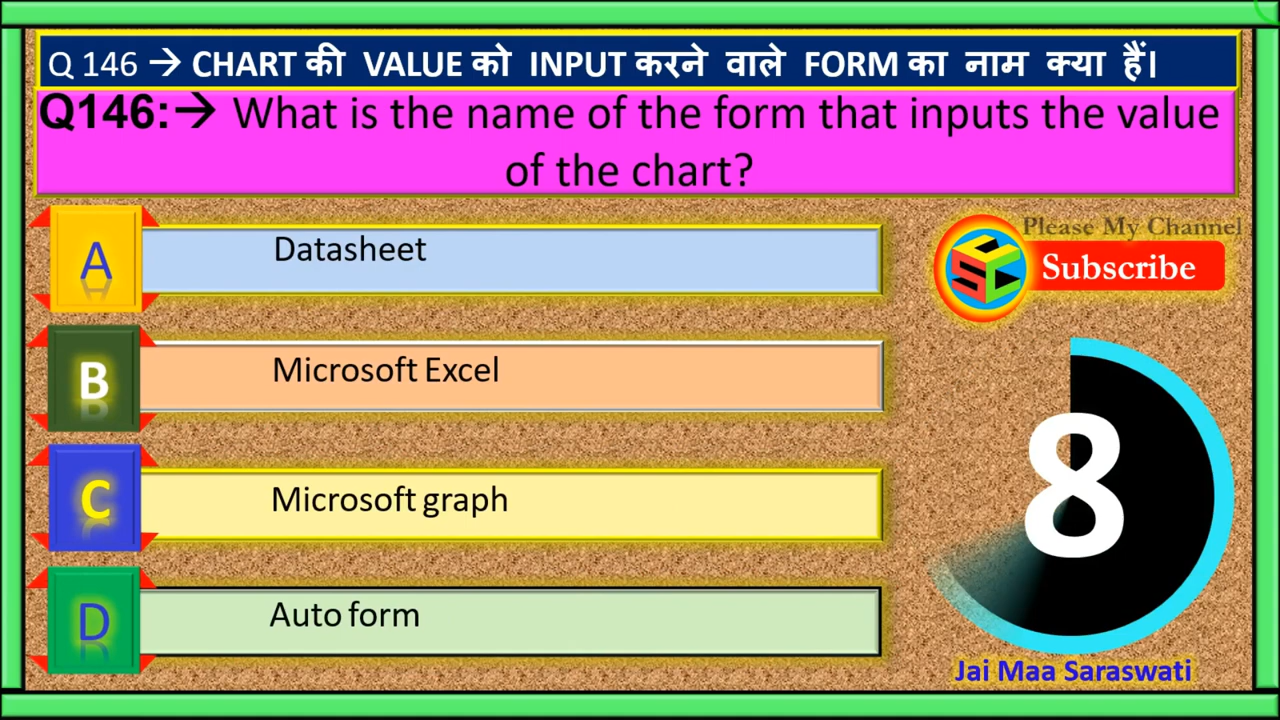 Q 146 → CHART की VALUE को INPUT करने वाले FORM का नाम क्या हैं।
Q146:→ What is the name of the form that inputs the value
of the chart?
A
Datasheet
B
Microsoft Excel
C
Microsoft graph
D
Auto form
Please My Channel
SSC
Subscribe
8
Jai Maa Saraswati